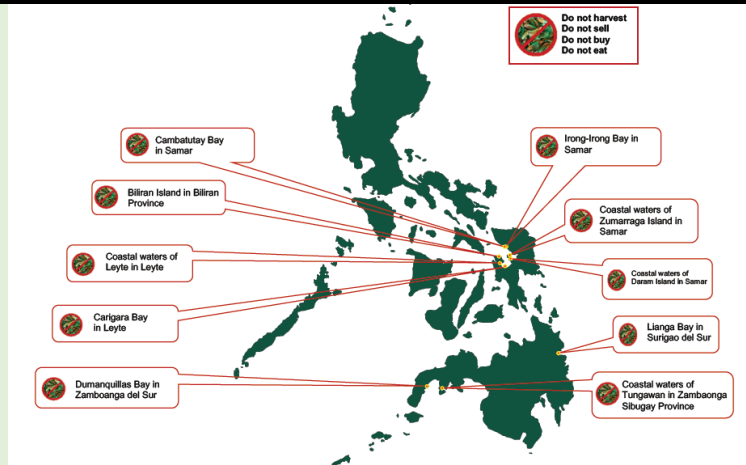 Do not harvest
Do not sell
Do not buy
Do not eat
Cambatutay Bay
in Samar
Irong-Irong Bay in
Samar
Biliran Island in Biliran
Province
Coastal waters of
Zumarraga Island in
Samar
Coastal waters of
Leyte in Leyte
Coastal waters of
Daram Island in Samar
Carigara Bay
in Leyte
Lianga Bay in
Surigao del Sur
Dumanquillas Bay in
Zamboanga del Sur
Coastal waters of
Tungawan in Zambaonga
Sibugay Province